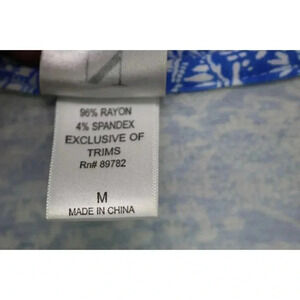 96% RAYON
4% SPANDEX
EXCLUSIVE OF
TRIMS
Rn# 89782
M
MADE IN CHINA